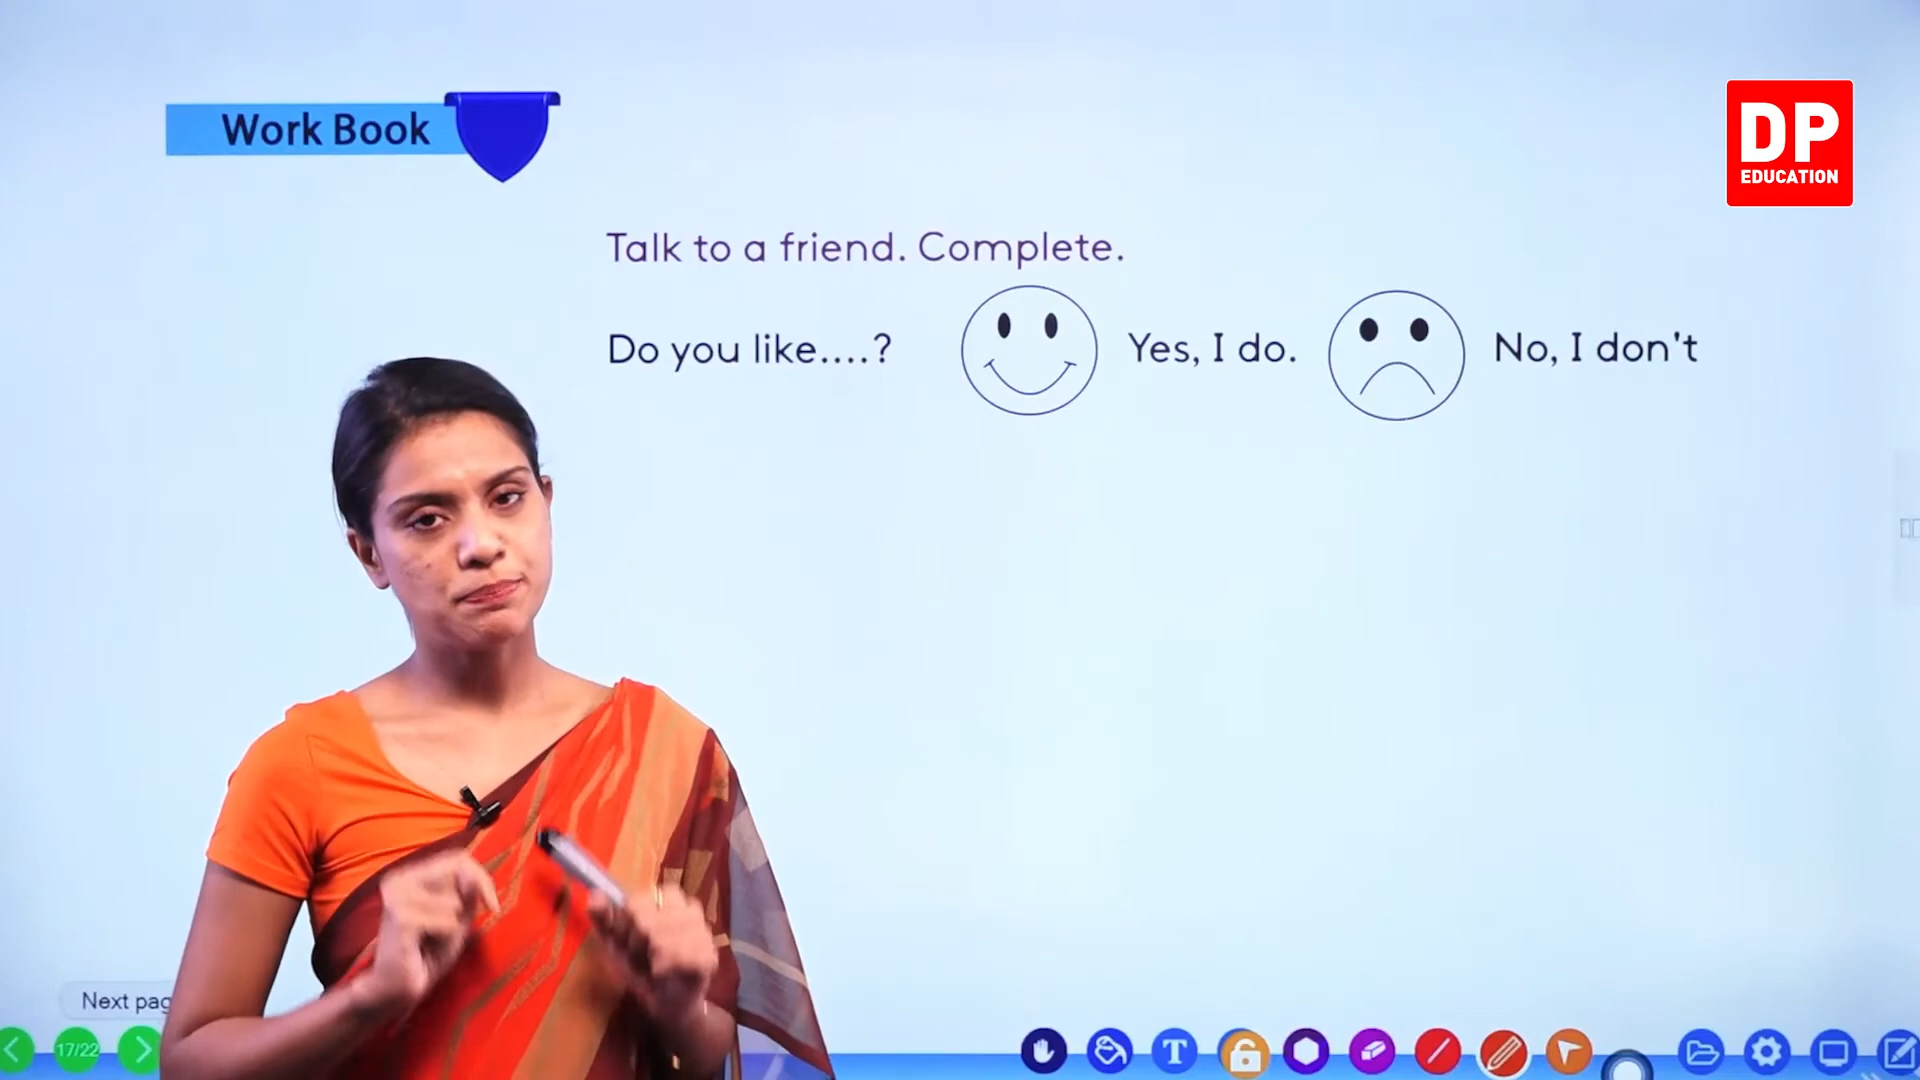 Work Book
DP
EDUCATION
Talk to a friend. Complete.
Do you like....? Yes, I do. No, I don't
Next pag
17/22
T